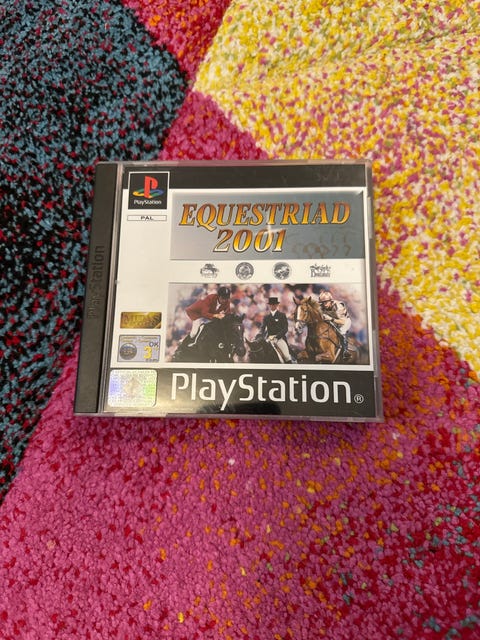 PlayStation
PlayStation
PAL
EQUESTRIAD
2001
PlayStation®